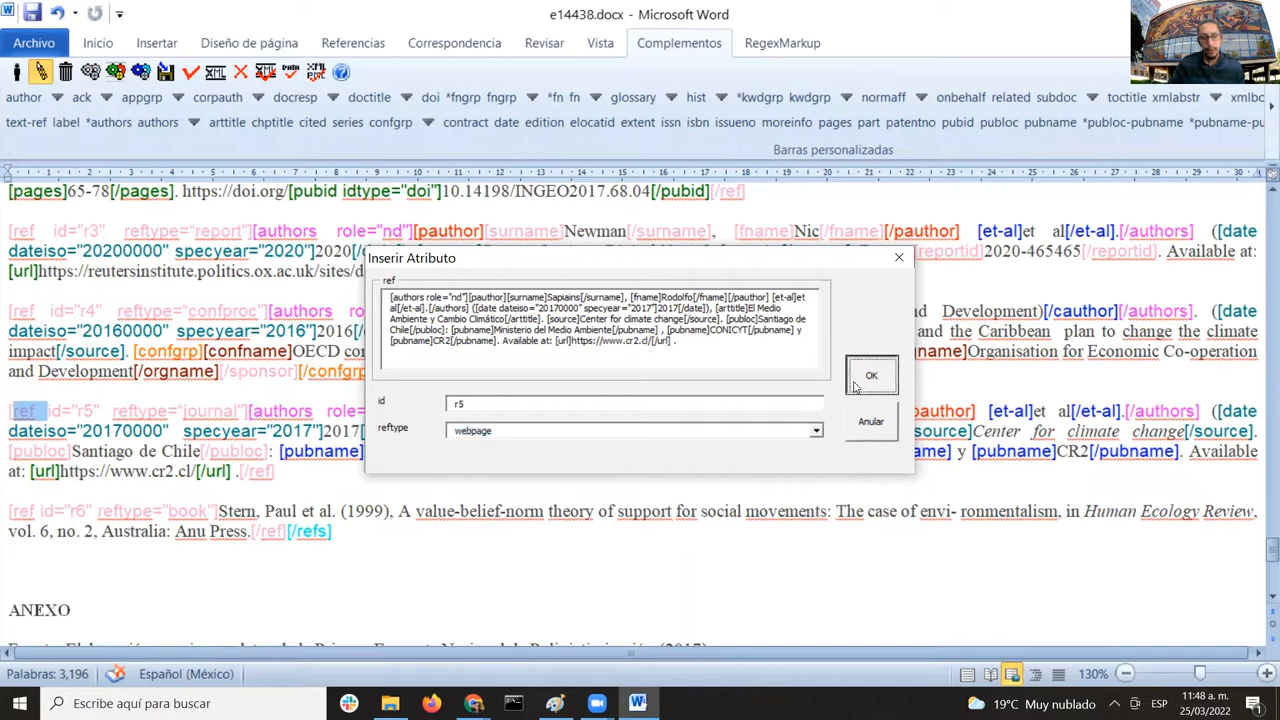 e14438.docx - Microsoft Word
Archivo Inicio Insertar Diseño de página Referencias Correspondencia Revisar Vista Complementos RegexMarkup
author ack appgrp corpauth docresp doctitle doi *fngrp fngrp *fn fn glossary hist *kwdgrp kwdgrp normaff onbehalf related subdoc toctitle xmlabstr xmlbo
text-ref label *authors authors arttitle chptitle cited series confgrp contract date edition elocatid extent issn isbn issueno moreinfo pages part patentno pubid publoc pubname *publoc-pubname *pubname-pu
Barras personalizadas
[pages]65-78[/pages]. https://doi.org/[pubid idtype="doi"]10.14198/INGEO2017.68.04[/pubid][/ref]
[ref id="r3" reftype="report"][authors role="nd"][pauthor][surname]Newman[/surname], [fname]Nic[/fname][/pauthor] [et-al]et al[/et-al].[/authors] ([date
dateiso="20200000" specyear="2020"]2020[/ reportid]2020-465465[/reportid]. Available at:
[url]https://reutersinstitute.politics.ox.ac.uk/sites/d
[ref id="r4" reftype="confproc"][authors Development)[/cauthor] ([date
dateiso="20160000" specyear="2016"]2016 and the Caribbean plan to change the climate
impact[/source]. [confgrp][confname]OECD con gname]Organisation for Economic Co-operation
and Development[/orgname][/sponsor][/confgrp
[ref id="r5" reftype="journal"][authors role= pauthor] [et-al]et al[/et-al].[/authors] ([date
dateiso="20170000" specyear="2017"]2017[ source]Center for climate change[/source].
[publoc]Santiago de Chile[/publoc]: [pubname ame] y [pubname]CR2[/pubname]. Available
at: [url]https://www.cr2.cl/[/url] .[/ref]
[ref id="r6" reftype="book"]Stern, Paul et al. (1999), A value-belief-norm theory of support for social movements: The case of envi- ronmentalism, in Human Ecology Review,
vol. 6, no. 2, Australia: Anu Press.[/ref][/refs]
ANEXO
Inserir Atributo
ref
[authors role="nd"][pauthor][surname]Sapiains[/surname], [fname]Rodolfo[/fname][/pauthor] [et-al]et
al[/et-al].[/authors] ([date dateiso="20170000" specyear="2017"]2017[/date]), [arttitle]El Medio
Ambiente y Cambio Climático[/arttitle]. [source]Center for climate change[/source]. [publoc]Santiago de
Chile[/publoc]: [pubname]Ministerio del Medio Ambiente[/pubname] , [pubname]CONICYT[/pubname] y
[pubname]CR2[/pubname]. Available at: [url]https://www.cr2.cl/[/url] .
id r5
reftype webpage
OK
Anular
Palabras: 3,196 Español (México) 130%
Escribe aquí para buscar 19°C Muy nublado ESP 11:48 a. m.
25/03/2022